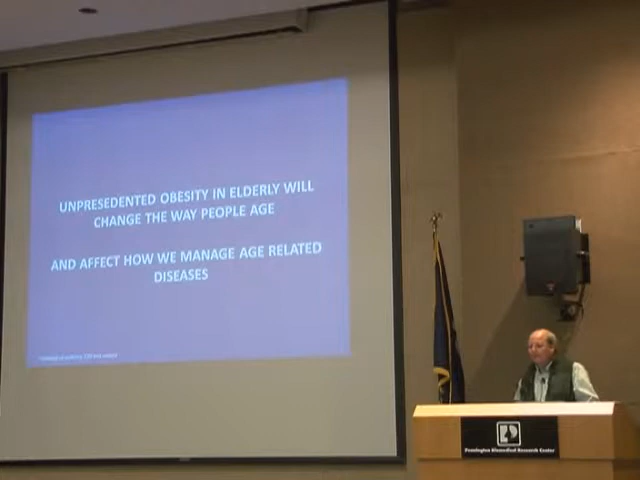 UNPRESEDENTED OBESITY IN ELDERLY WILL
CHANGE THE WAY PEOPLE AGE
AND AFFECT HOW WE MANAGE AGE RELATED
DISEASES
Pennington Biomedical Research Center